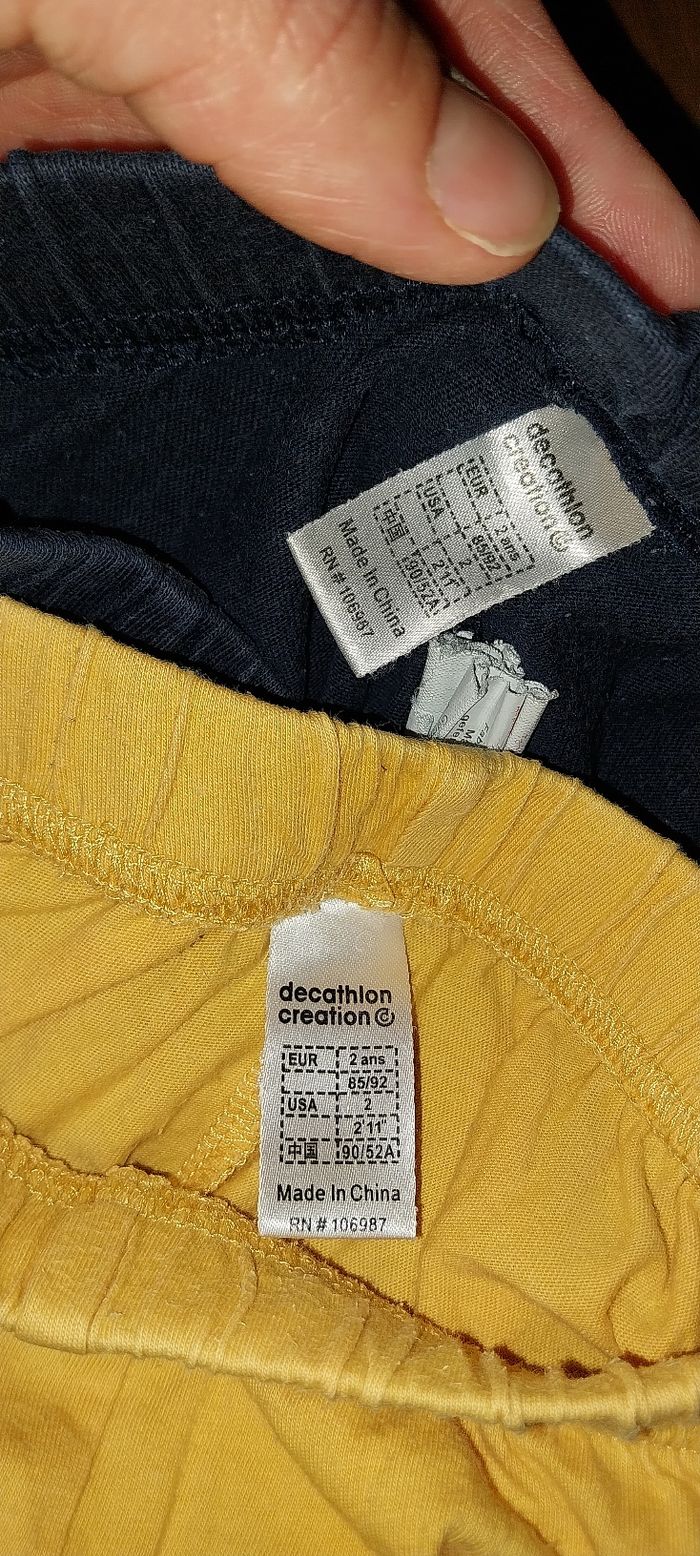 decathlon
creation
EUR 2 ans
85/92
USA 2
2'11"
中国 90/52A
Made In China
RN # 106987
decathlon
creation
EUR 2 ans
85/92
USA 2
2'11"
中国 90/52A
Made In China
RN # 106987